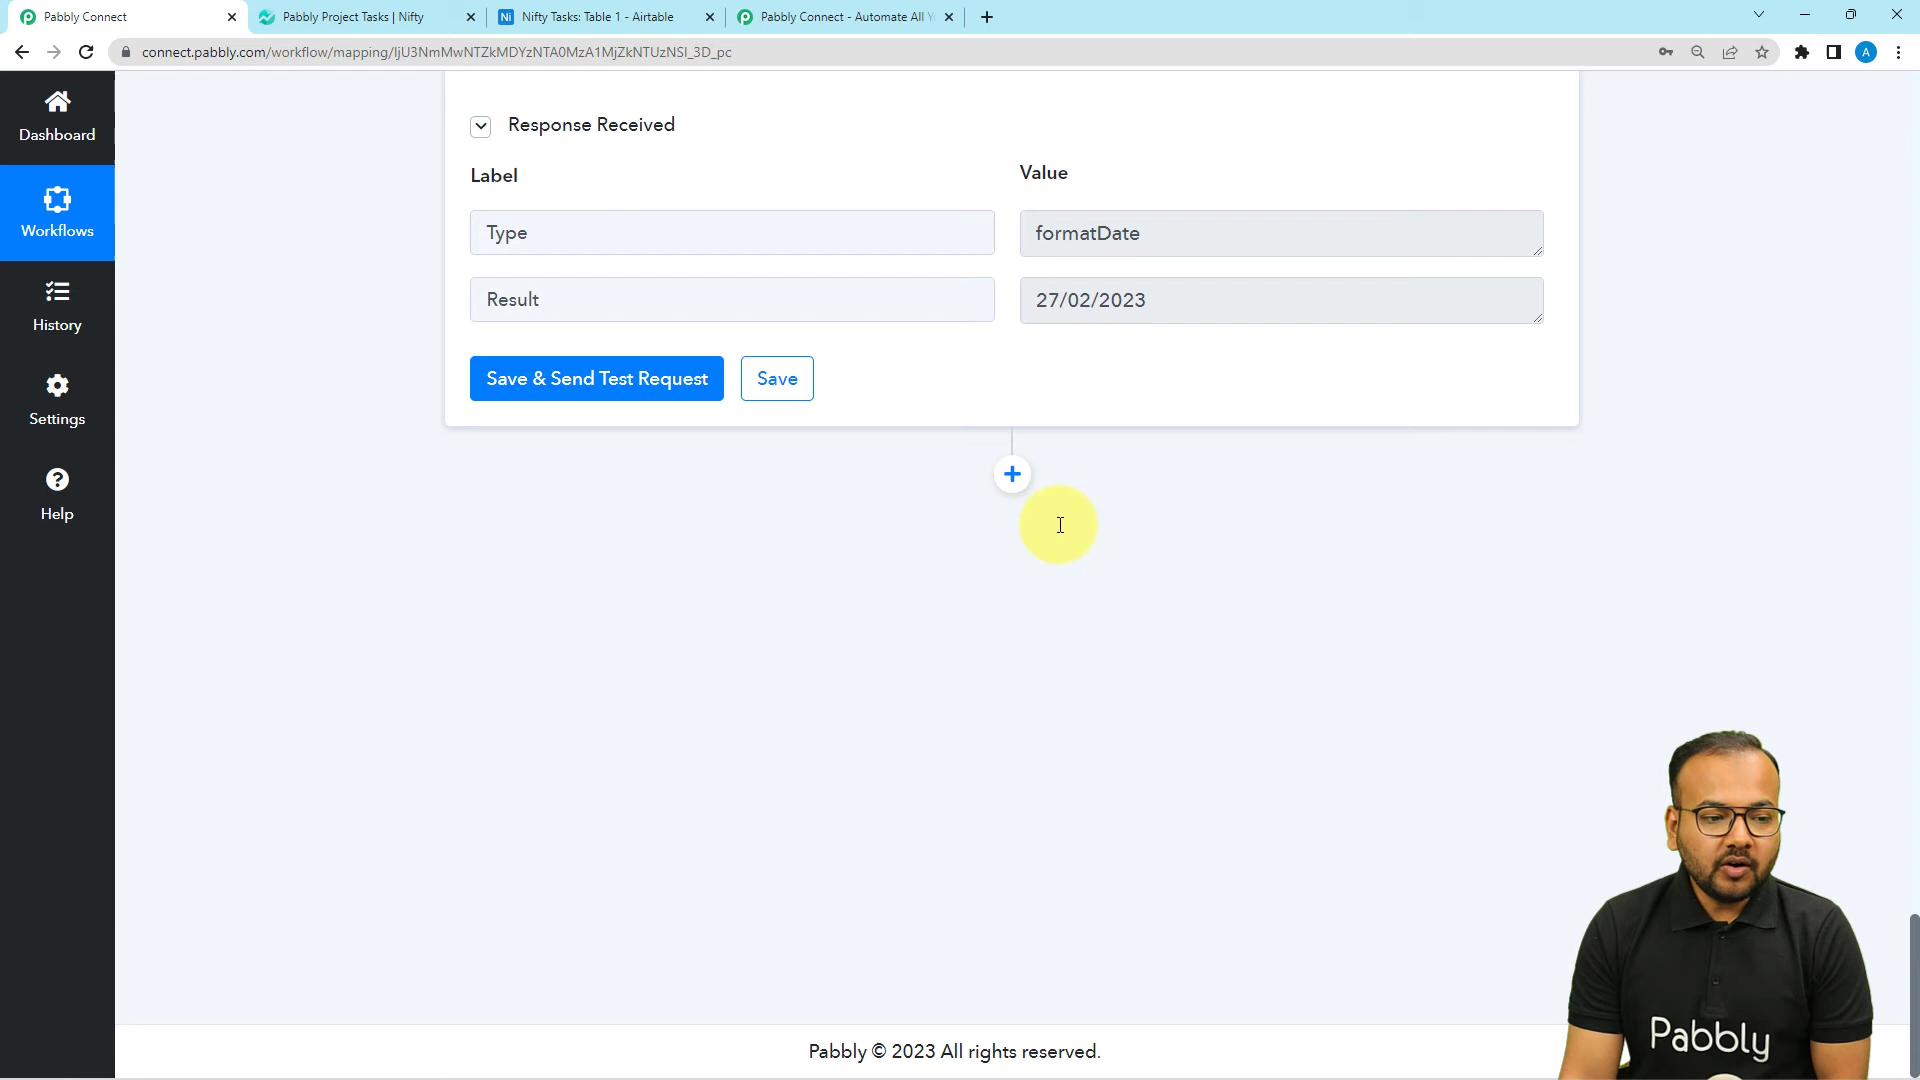 Pabbly Connect
Pabbly Project Tasks | Nifty
Nifty Tasks: Table 1 - Airtable
Pabbly Connect - Automate All Y
connect.pabbly.com/workflow/mapping/IjU3NmMwNTZkMDYzNTA0MzA1MjZkNTUzNSI_3D_pc
A
Dashboard
Workflows
History
Settings
Help
Response Received
Label
Value
Type
formatDate
Result
27/02/2023
Save & Send Test Request
Save
Pabbly © 2023 All rights reserved.
Pabbly